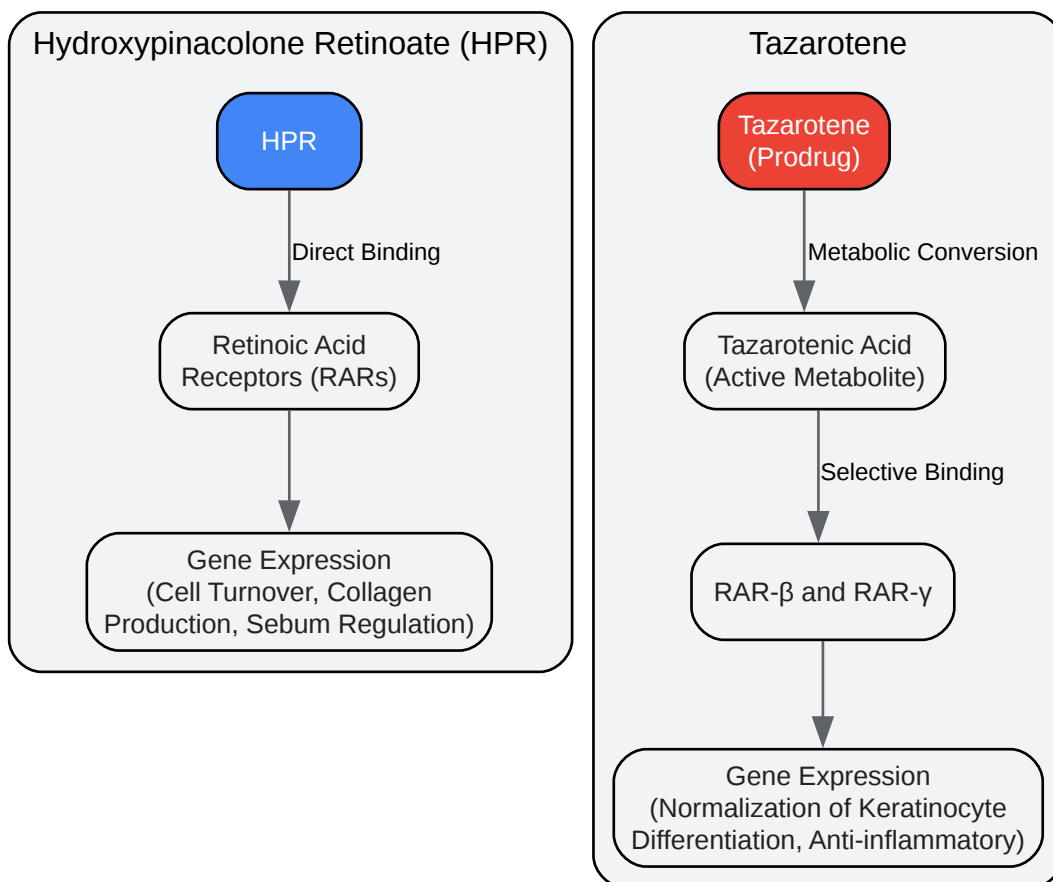 Hydroxypinacolone Retinoate (HPR)
HPR
Direct Binding
Retinoic Acid
Receptors (RARs)
Gene Expression
(Cell Turnover, Collagen
Production, Sebum Regulation)
Tazarotene
Tazarotene
(Prodrug)
Metabolic Conversion
Tazarotenic Acid
(Active Metabolite)
Selective Binding
RAR-β and RAR-γ
Gene Expression
(Normalization of Keratinocyte
Differentiation, Anti-inflammatory)